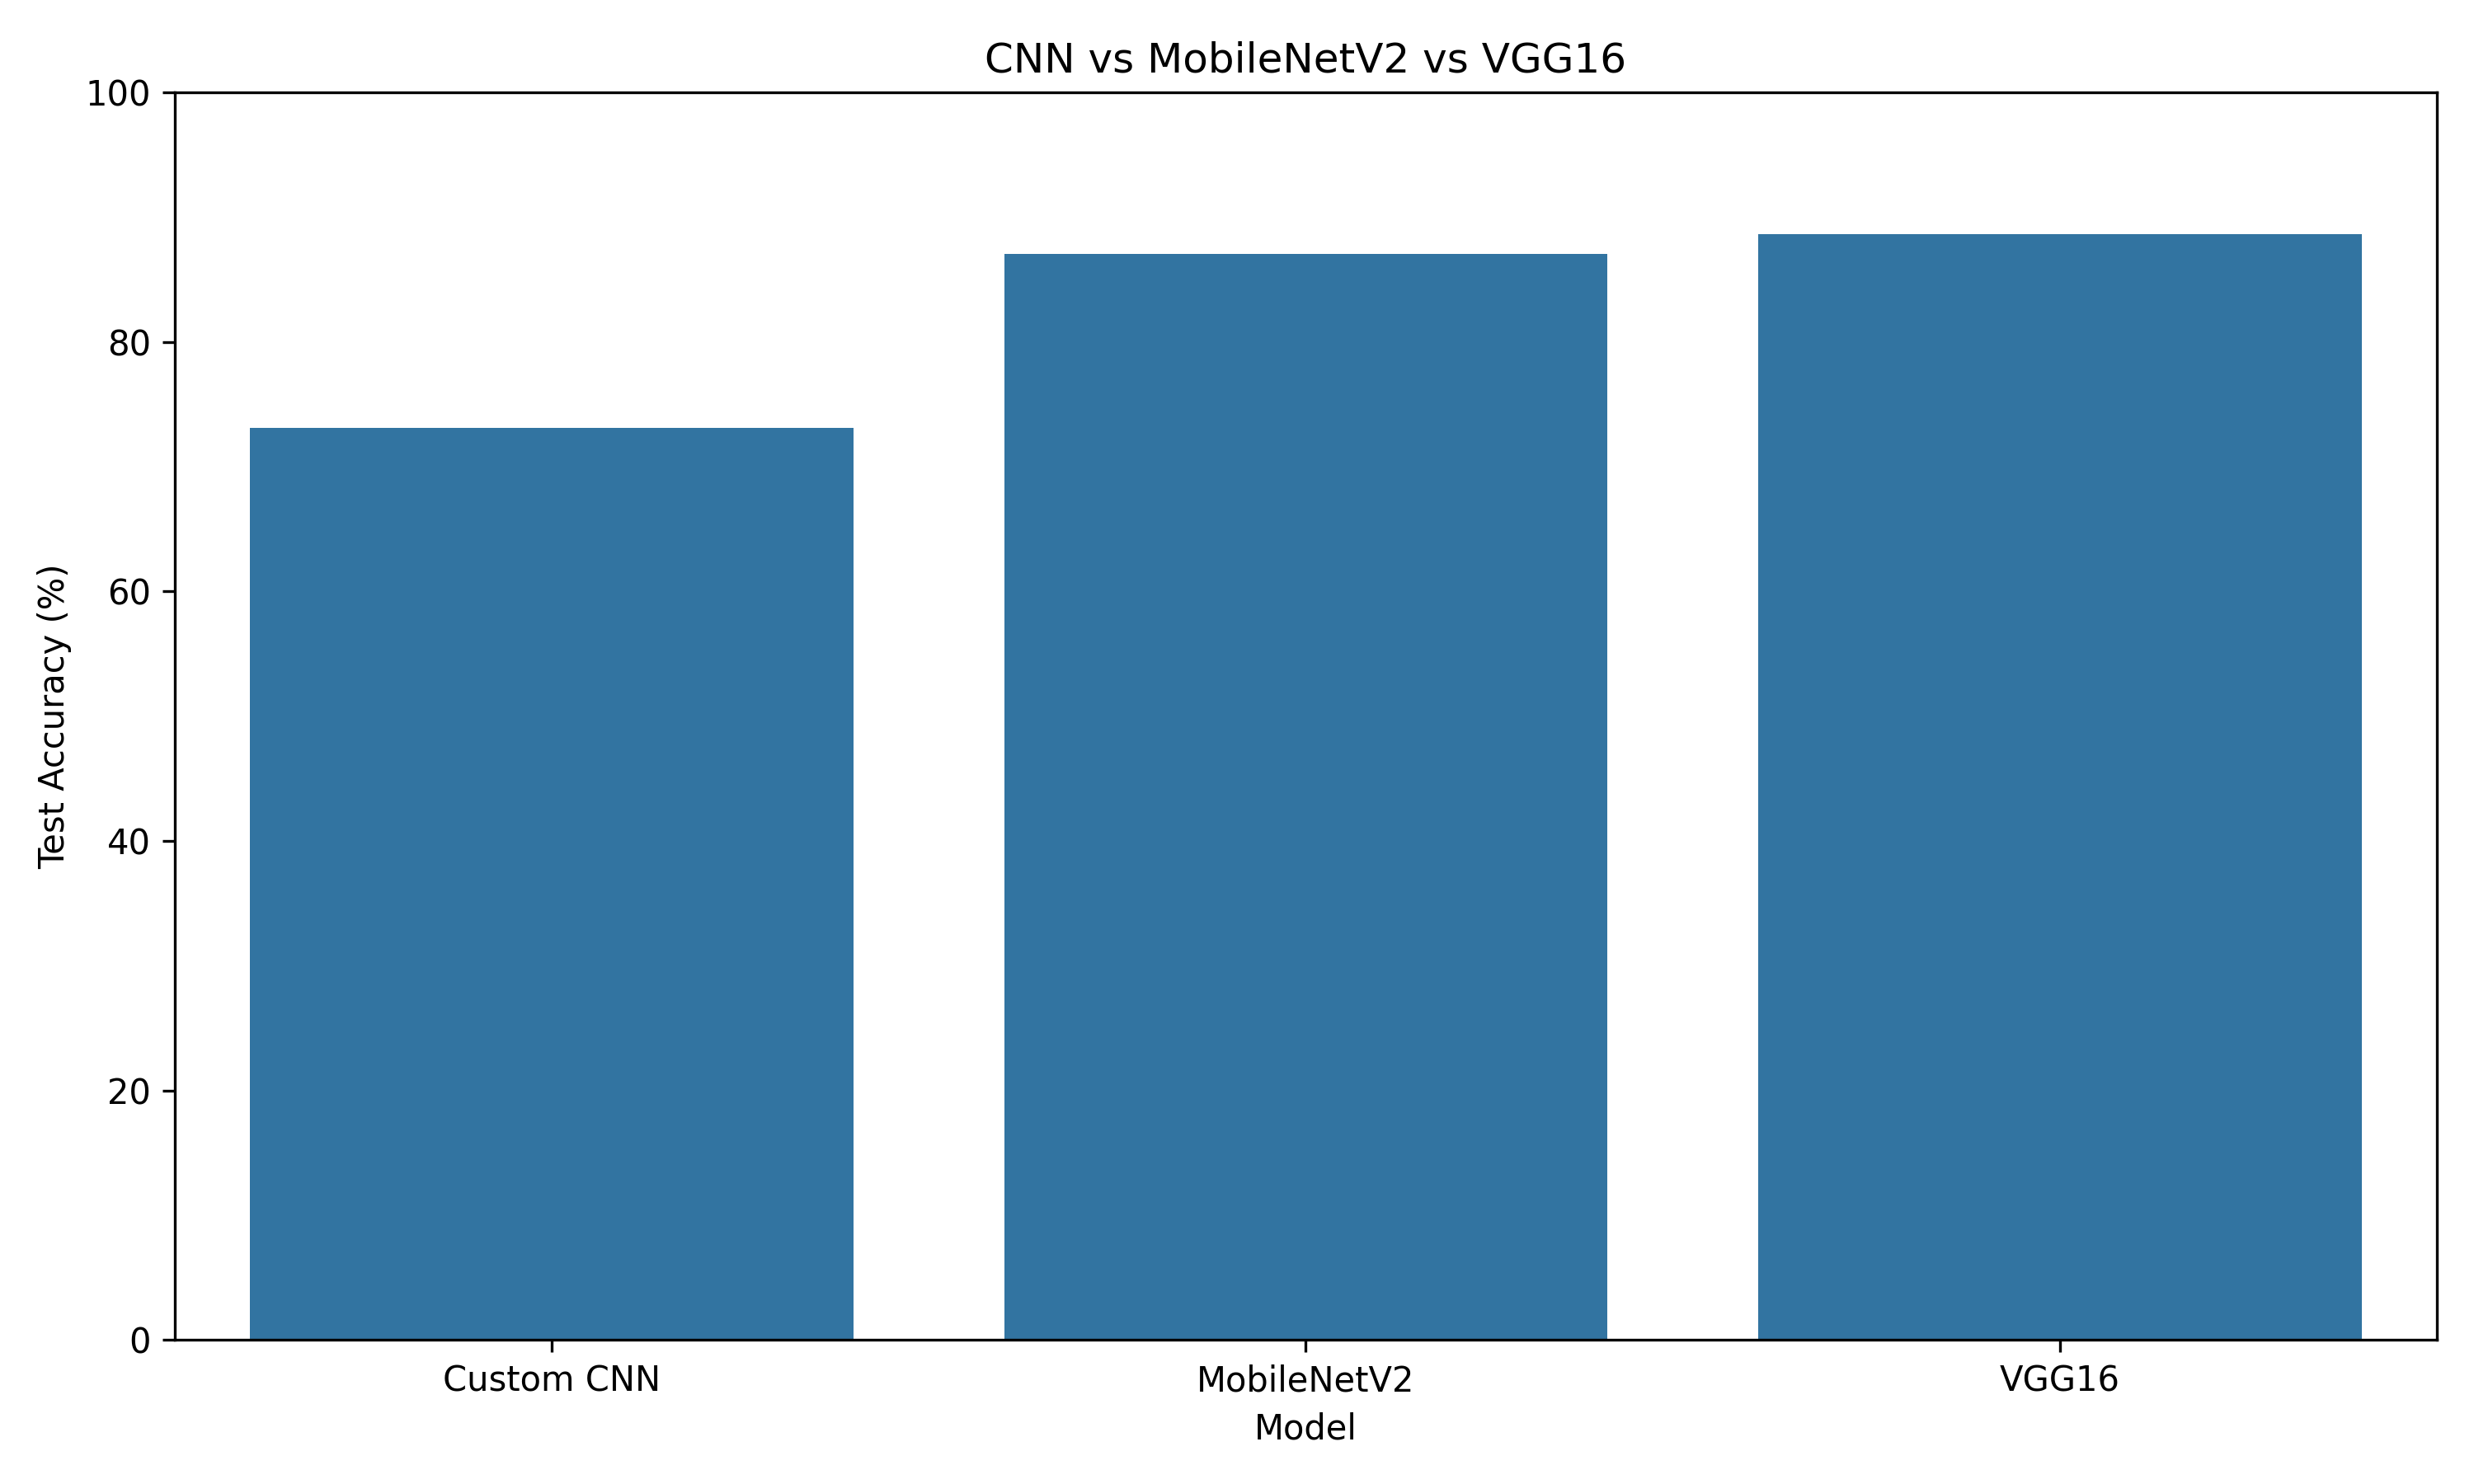 CNN vs MobileNetV2 vs VGG16
100
80
60
40
20
0
Test Accuracy (%)
Custom CNN
MobileNetV2
VGG16
Model